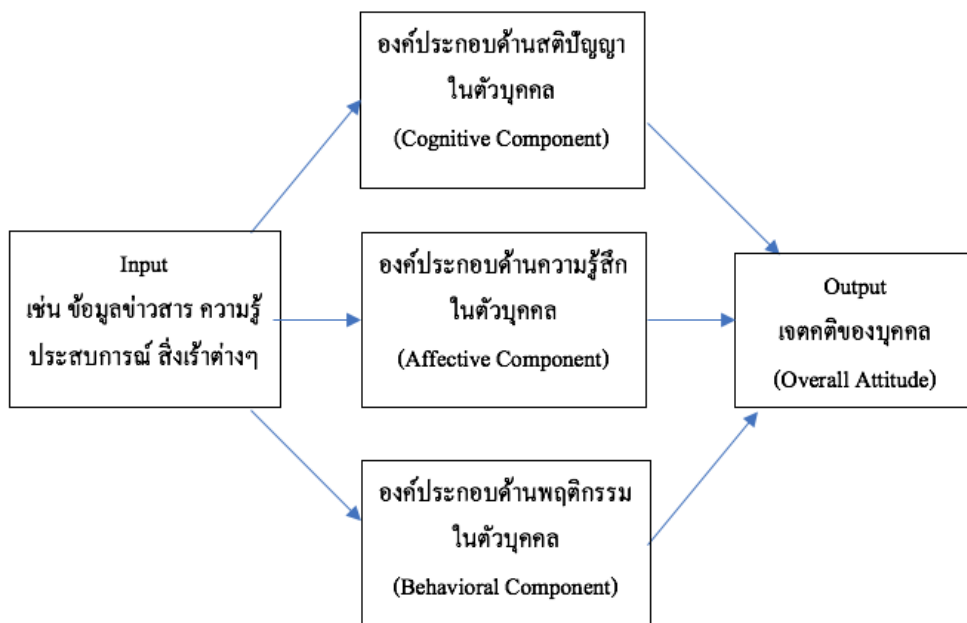 องค์ประกอบด้านสติปัญญา
ในตัวบุคคล
(Cognitive Component)
Input
เช่น ข้อมูลข่าวสาร ความรู้
ประสบการณ์ สิ่งเร้าต่างๆ
องค์ประกอบด้านความรู้สึก
ในตัวบุคคล
(Affective Component)
Output
เจตคติของบุคคล
(Overall Attitude)
องค์ประกอบด้านพฤติกรรม
ในตัวบุคคล
(Behavioral Component)